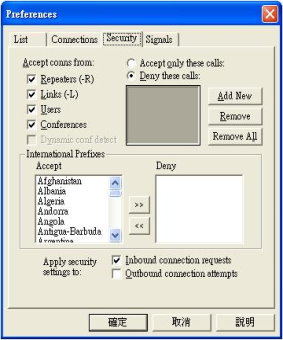 Preferences
List Connections Security Signals
Accept conns from:
Repeaters (-R)
Links (-L)
Users
Conferences
Dynamic conf detect
Accept only these calls:
Deny these calls:
Add New
Remove
Remove All
International Prefixes
Accept
Afghanistan
Albania
Algeria
Andorra
Angola
Antigua-Barbuda
Argentina
>>
<<
Deny
Apply security settings to:
Inbound connection requests
Outbound connection attempts
確定 取消 說明